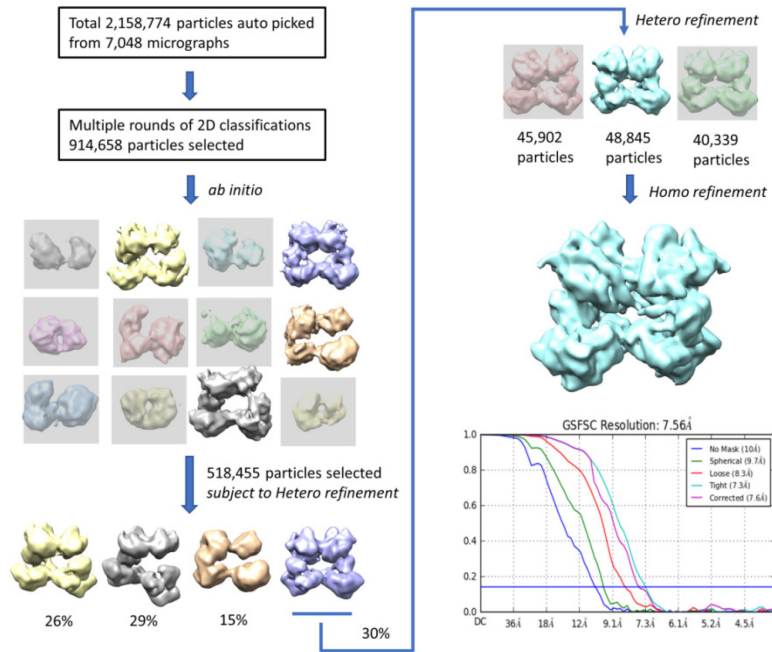 Total 2,158,774 particles auto picked
from 7,048 micrographs
Multiple rounds of 2D classifications
914,658 particles selected
ab initio
518,455 particles selected
subject to Hetero refinement
26%
29%
15%
30%
Hetero refinement
45,902
particles
48,845
particles
40,339
particles
Homo refinement
GSFSC Resolution: 7.56Å
No Mask (10Å)
Spherical (9.7Å)
Loose (8.3Å)
Tight (7.3Å)
Corrected (7.6Å)
1.0
0.8
0.6
0.4
0.2
0.0
DC
36Å
18Å
12Å
9.1Å
7.3Å
6.1Å
5.2Å
4.5Å